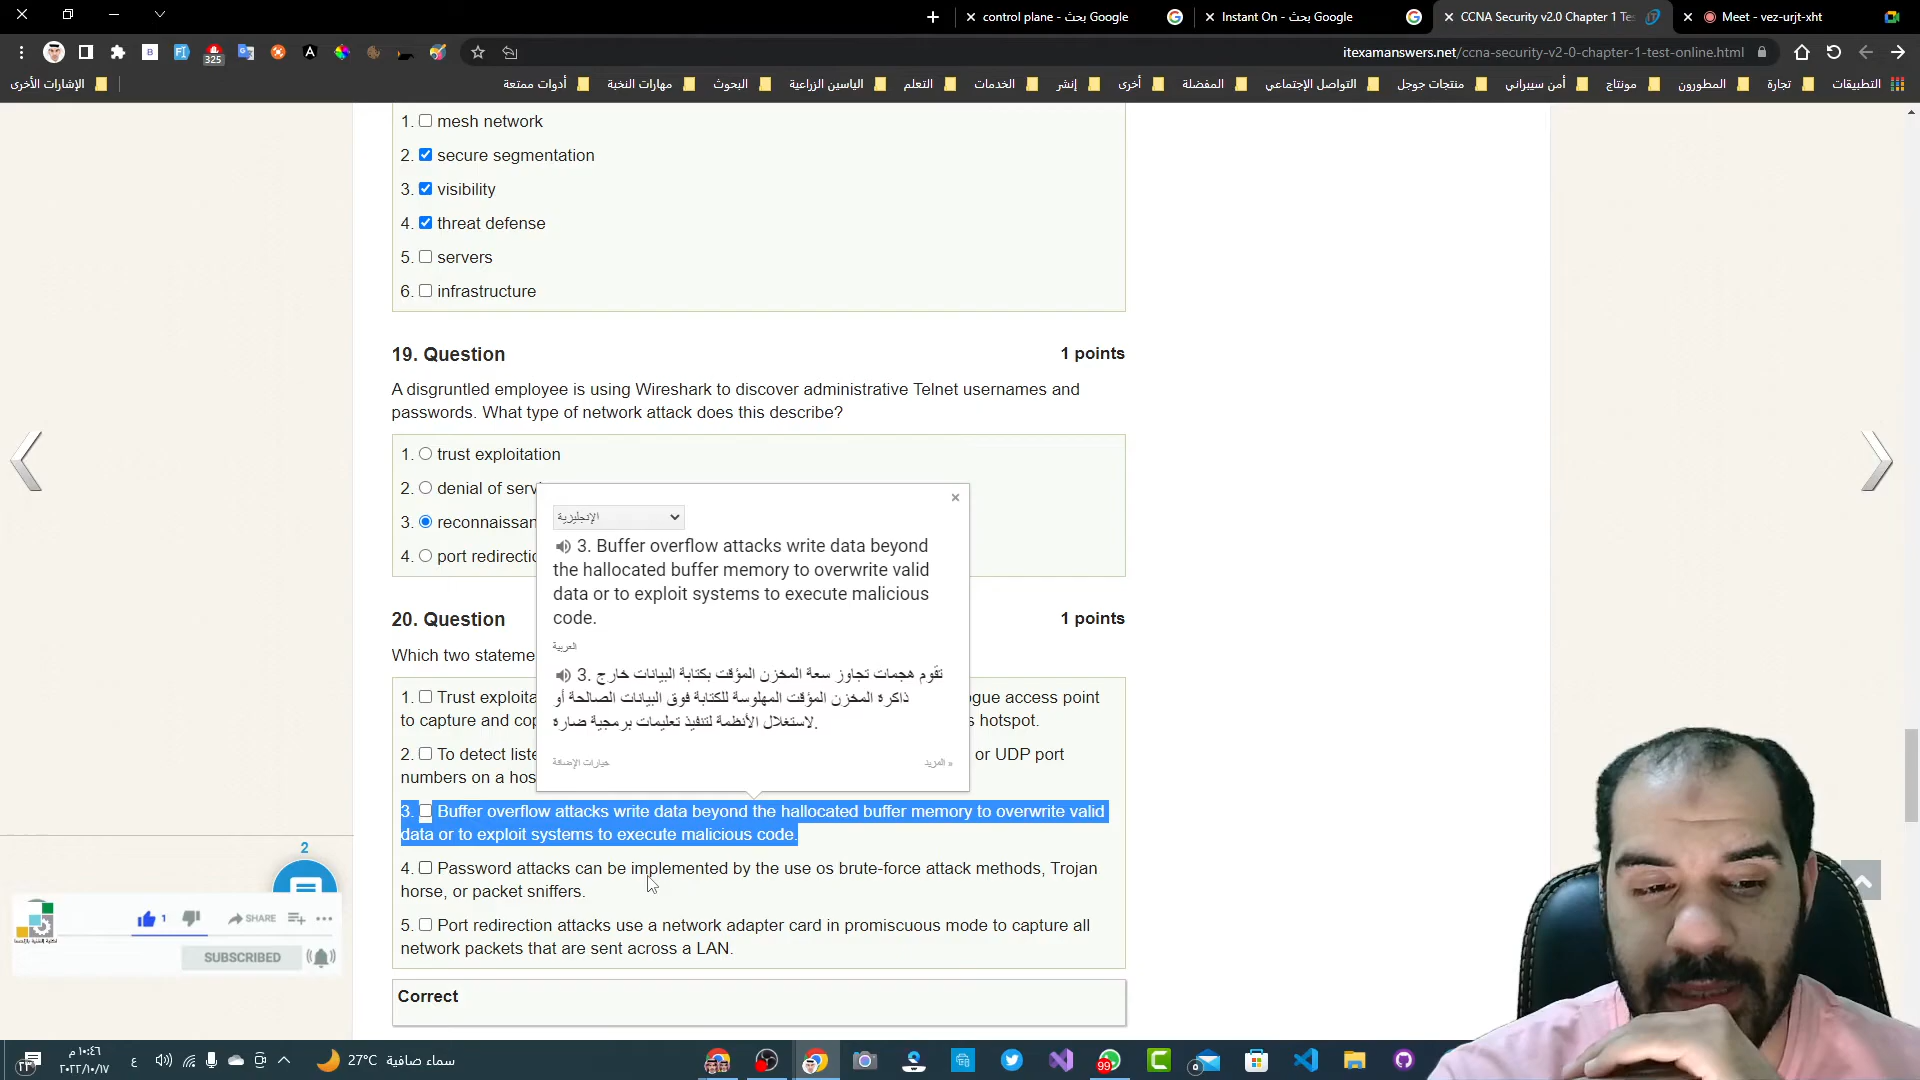 control plane - بحث Google
Instant On - بحث Google
CCNA Security v2.0 Chapter 1 Te
Meet - vez-urjt-xht
325
itexamanswers.net/ccna-security-v2-0-chapter-1-test-online.html
التطبيقات
تجارة
المطورون
مونتاج
أمن سيبراني
منتجات جوجل
التواصل الإجتماعي
المفضلة
أخرى
إنشر
الخدمات
التعلم
الياسين الزراعية
البحوث
مهارات النخبة
أدوات ممتعة
الإشارات الأخرى
1. mesh network
2. secure segmentation
3. visibility
4. threat defense
5. servers
6. infrastructure
19. Question
1 points
A disgruntled employee is using Wireshark to discover administrative Telnet usernames and
passwords. What type of network attack does this describe?
1. trust exploitation
2. denial of serv
3. reconnaissan
4. port redirectio
الإنجليزية
3. Buffer overflow attacks write data beyond
the hallocated buffer memory to overwrite valid
data or to exploit systems to execute malicious
code.
العربية
3. تقوم هجمات تجاوز سعة المخزن المؤقت بكتابة البيانات خارج
ذاكرة المخزن المؤقت المهلوسة للكتابة فوق البيانات الصالحة أو
لاستغلال الأنظمة لتنفيذ تعليمات برمجية ضارة.
خيارات الإضافة
المزيد »
20. Question
1 points
Which two stateme
1. Trust exploita
gue access point
to capture and cop
s hotspot.
2. To detect liste
or UDP port
numbers on a hos
3. Buffer overflow attacks write data beyond the hallocated buffer memory to overwrite valid
data or to exploit systems to execute malicious code.
4. Password attacks can be implemented by the use os brute-force attack methods, Trojan
horse, or packet sniffers.
5. Port redirection attacks use a network adapter card in promiscuous mode to capture all
network packets that are sent across a LAN.
Correct
2
1
SHARE
SUBSCRIBED
١٠:٤٦ م
٢٠٢٢/١٠/١٧
ع
27°C سماء صافية
99
0